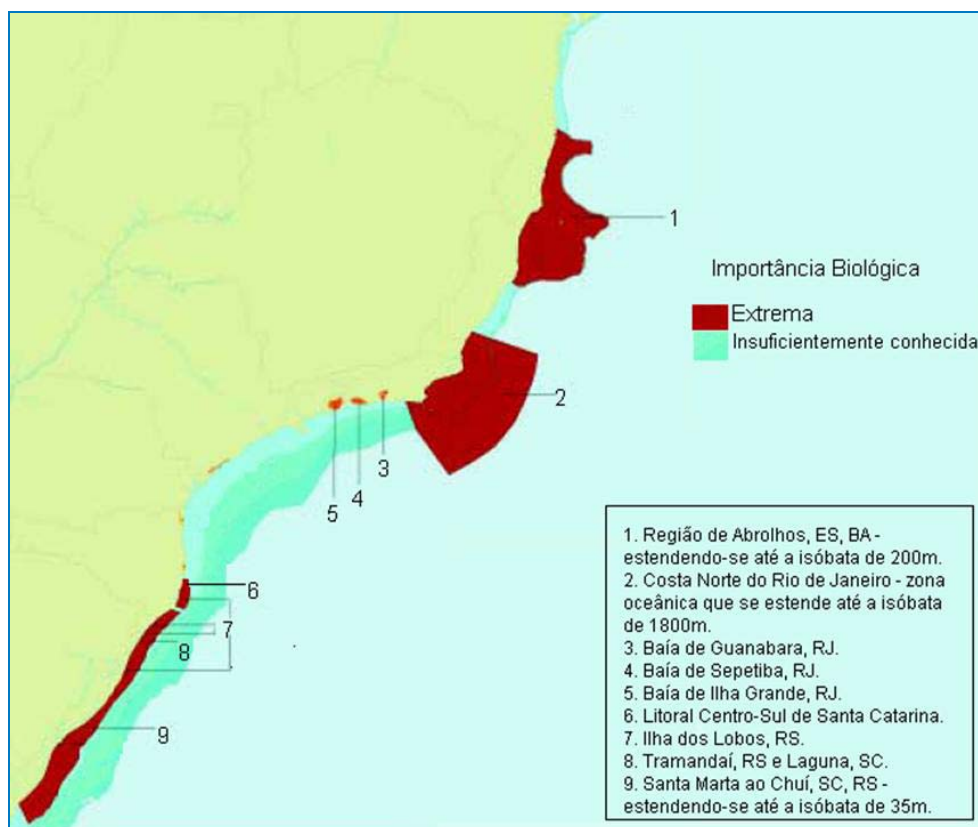 1
Importância Biológica
Extrema
Insuficientemente conhecida
2
3
4
5
6
7
8
9
1. Região de Abrolhos, ES, BA -
estendendo-se até a isóbata de 200m.
2. Costa Norte do Rio de Janeiro - zona
oceânica que se estende até a isóbata
de 1800m.
3. Baía de Guanabara, RJ.
4. Baía de Sepetiba, RJ.
5. Baía de Ilha Grande, RJ.
6. Litoral Centro-Sul de Santa Catarina.
7. Ilha dos Lobos, RS.
8. Tramandaí, RS e Laguna, SC.
9. Santa Marta ao Chuí, SC, RS -
estendendo-se até a isóbata de 35m.